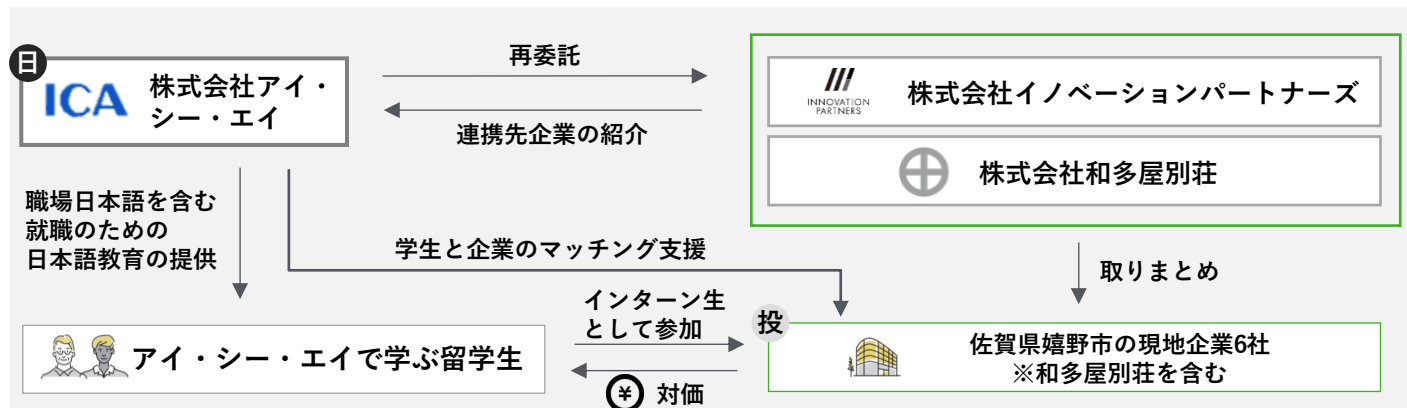 日
ICA
株式会社アイ・
シー・エイ
再委託
連携先企業の紹介
INNOVATION
PARTNERS
株式会社イノベーションパートナーズ
株式会社和多屋別荘
職場日本語を含む
就職のための
日本語教育の提供
学生と企業のマッチング支援
取りまとめ
アイ・シー・エイで学ぶ留学生
インターン生
として参加
¥ 対価
投
佐賀県嬉野市の現地企業6社
※和多屋別荘を含む